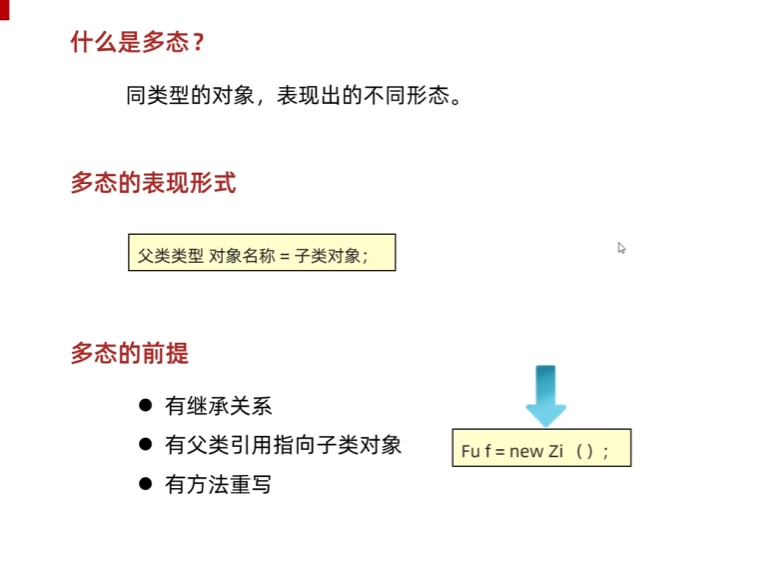 什么是多态？
同类型的对象，表现出的不同形态。
多态的表现形式
父类类型 对象名称 = 子类对象；
多态的前提
● 有继承关系
● 有父类引用指向子类对象
Fu f = new Zi （）；
● 有方法重写